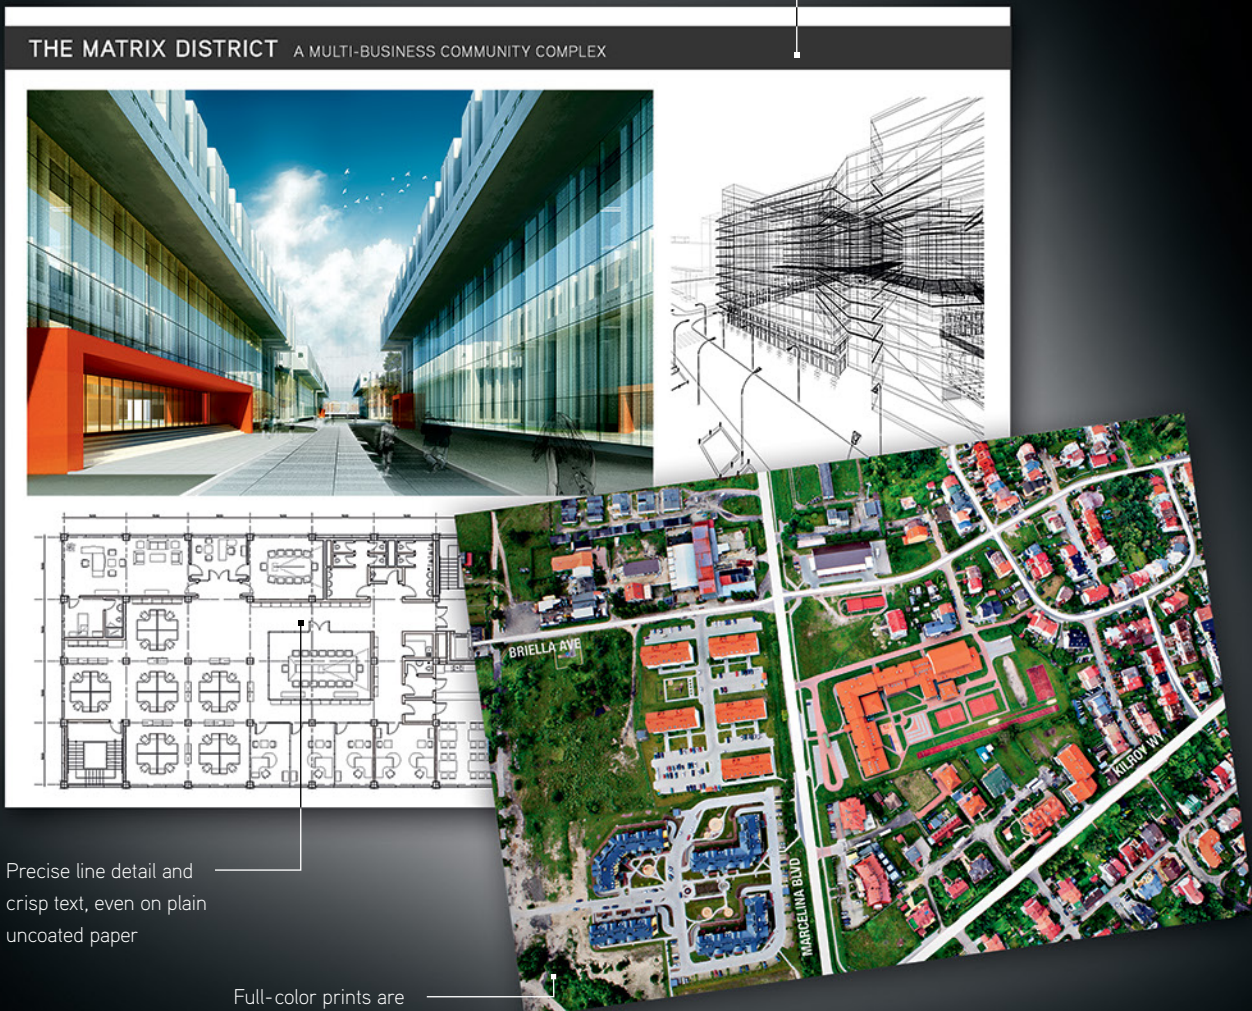 THE MATRIX DISTRICT A MULTI-BUSINESS COMMUNITY COMPLEX
BRIELLA AVE
KILROY WY
MARCELINA BLVD
Precise line detail and
crisp text, even on plain
uncoated paper
Full-color prints are